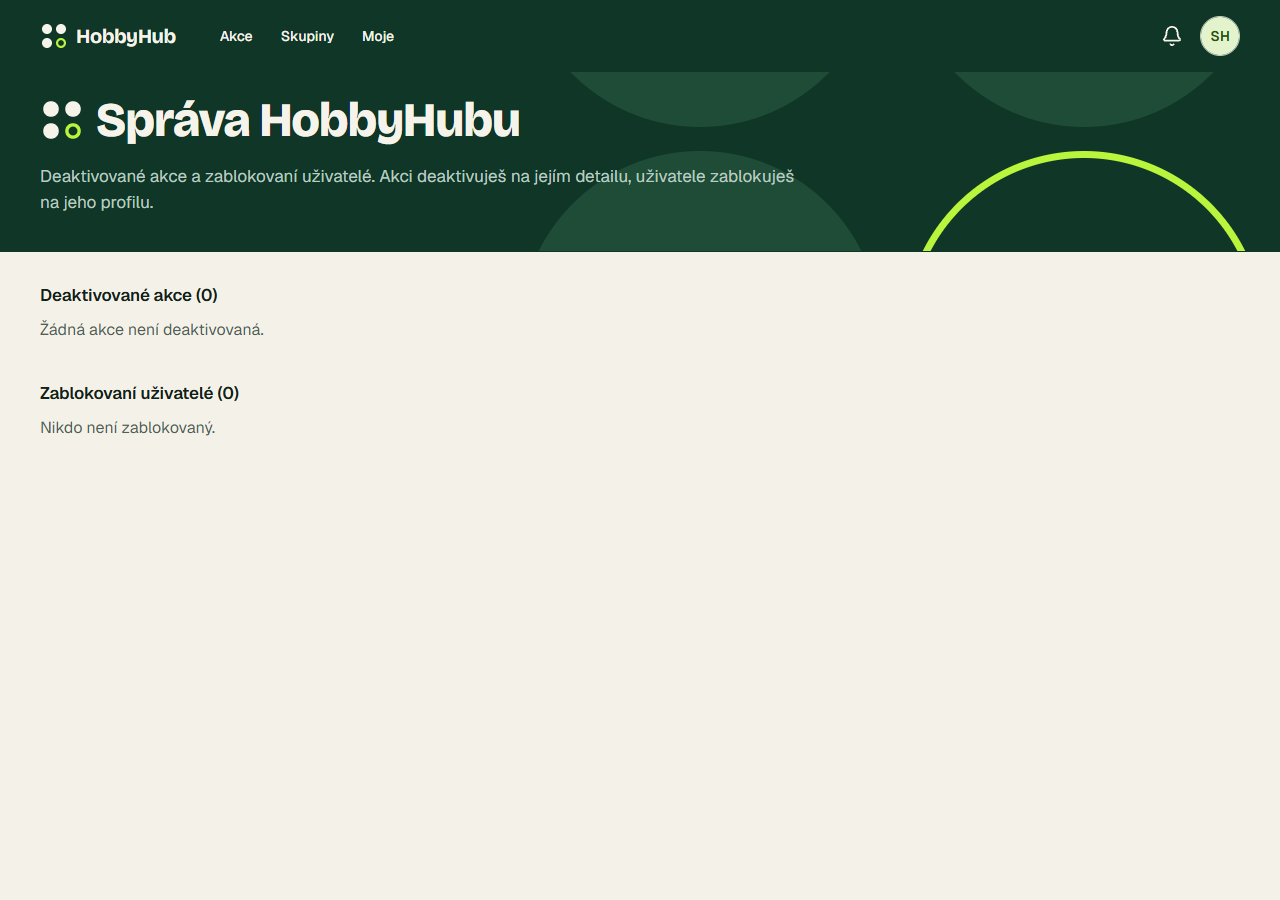 HobbyHub
Akce
Skupiny
Moje
SH
Správa HobbyHubu
Deaktivované akce a zablokovaní uživatelé. Akci deaktivuješ na jejím detailu, uživatele zablokuješ
na jeho profilu.
Deaktivované akce (0)
Žádná akce není deaktivovaná.
Zablokovaní uživatelé (0)
Nikdo není zablokovaný.